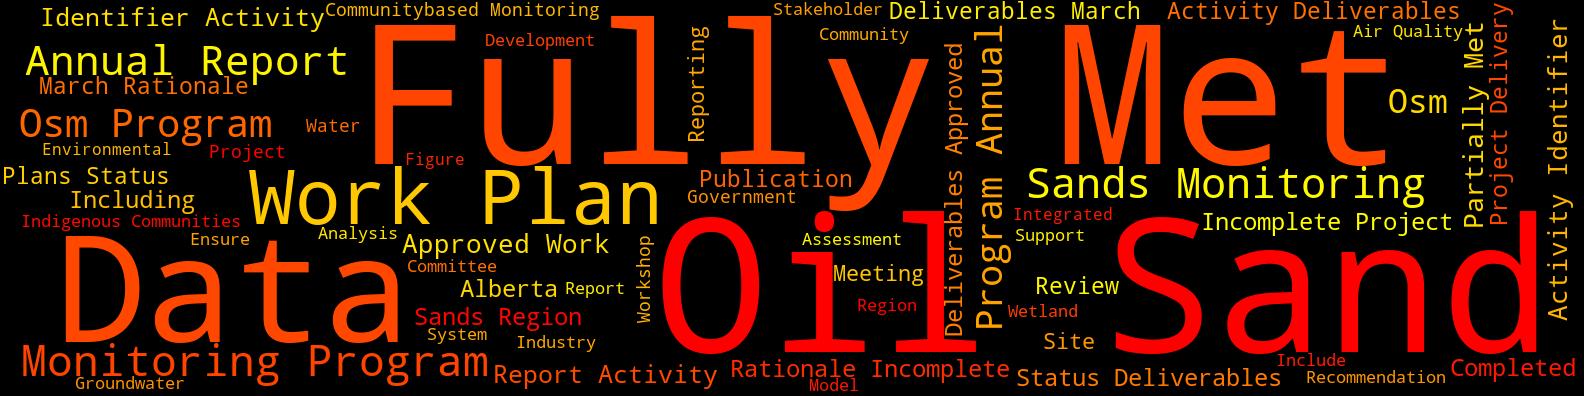 Identifier Activity
Communitybased Monitoring
Stakeholder
Deliverables March
Activity Deliverables
Annual Report
Development
Fully Met
Reporting
Community
Air Quality
March Rationale
Osm Program
Water
Environmental
Project
Figure
Deliverables Approved
Program Annual
Osm
Partially Met
Project Delivery
Activity Identifier
Plans Status
Including
Work Plan
Publication
Government
Sands Monitoring
Indigenous Communities
Ensure
Analysis
Approved Work
Integrated
Support
Incomplete Project
Data
Committee
Workshop
Oil Sand
Assessment
Meeting
Alberta
Report
Region
Review
Sands Region
Wetland
System
Industry
Site
Monitoring Program
Groundwater
Report Activity
Rationale Incomplete
Model
Status Deliverables
Include
Recommendation
Completed